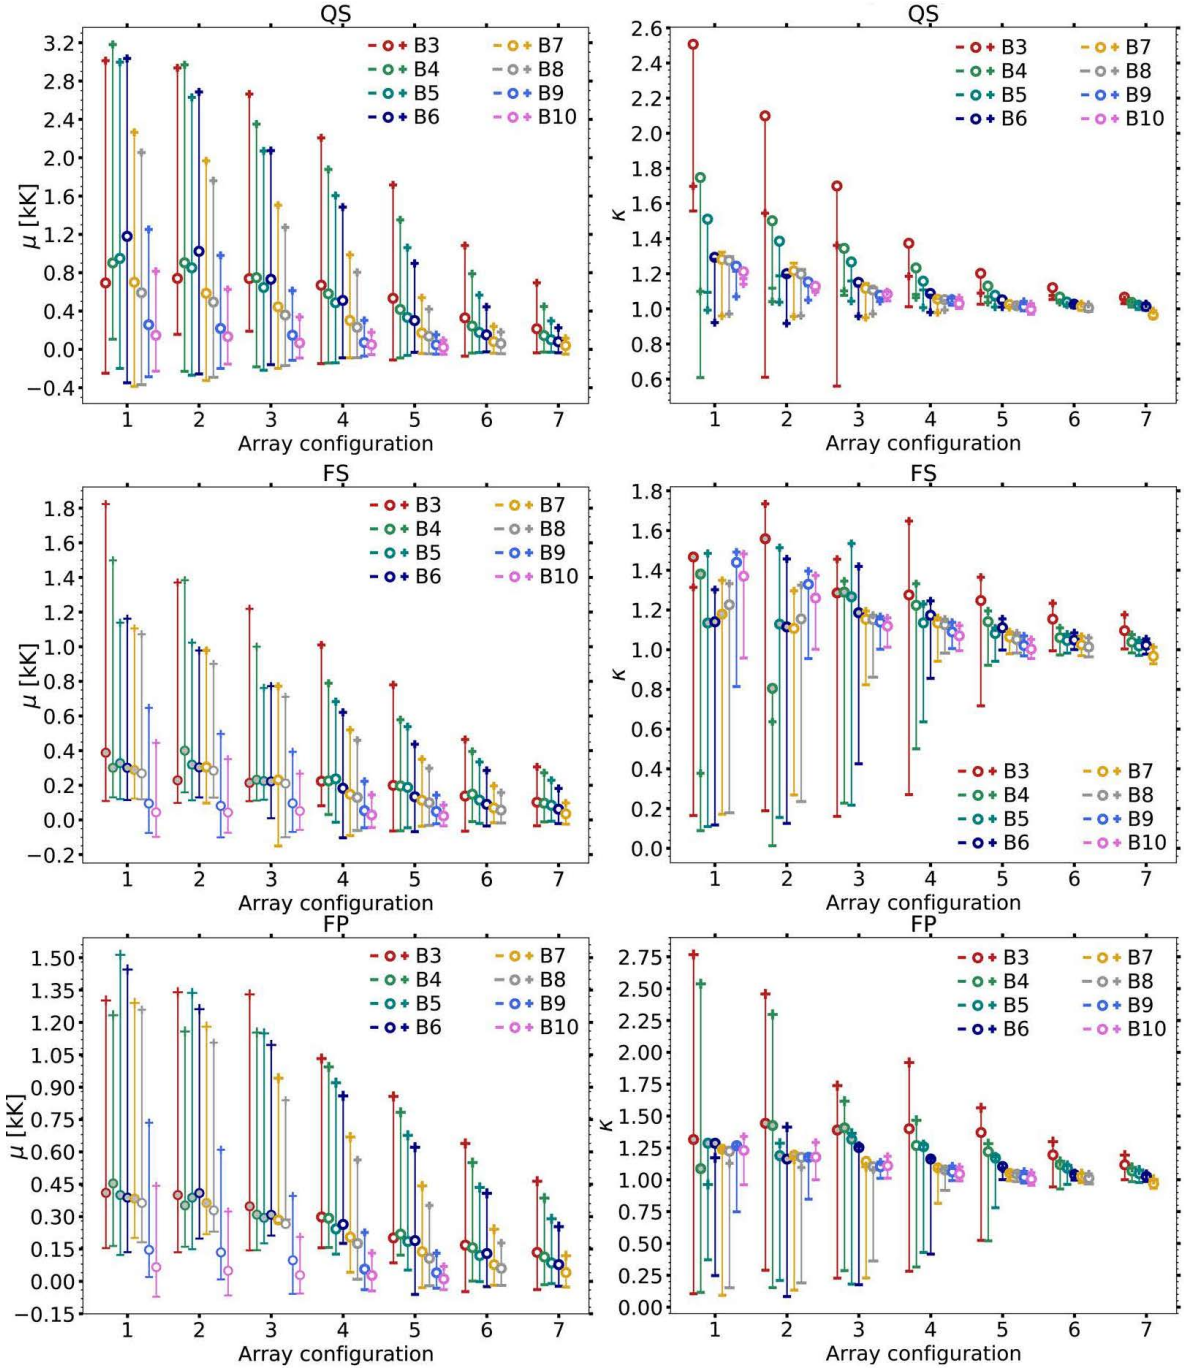 QS
3.2
2.8
2.4
2.0
1.6
1.2
0.8
0.4
0.0
−0.4
μ [kK]
B3 B7
B4 B8
B5 B9
B6 B10
1 2 3 4 5 6 7
Array configuration
QS
2.6
2.4
2.2
2.0
1.8
1.6
1.4
1.2
1.0
0.8
0.6
κ
B3 B7
B4 B8
B5 B9
B6 B10
1 2 3 4 5 6 7
Array configuration
FS
1.8
1.6
1.4
1.2
1.0
0.8
0.6
0.4
0.2
0.0
−0.2
μ [kK]
B3 B7
B4 B8
B5 B9
B6 B10
1 2 3 4 5 6 7
Array configuration
FS
1.8
1.6
1.4
1.2
1.0
0.8
0.6
0.4
0.2
0.0
κ
B3 B7
B4 B8
B5 B9
B6 B10
1 2 3 4 5 6 7
Array configuration
FP
1.50
1.35
1.20
1.05
0.90
0.75
0.60
0.45
0.30
0.15
0.00
−0.15
μ [kK]
B3 B7
B4 B8
B5 B9
B6 B10
1 2 3 4 5 6 7
Array configuration
FP
2.75
2.50
2.25
2.00
1.75
1.50
1.25
1.00
0.75
0.50
0.25
0.00
κ
B3 B7
B4 B8
B5 B9
B6 B10
1 2 3 4 5 6 7
Array configuration